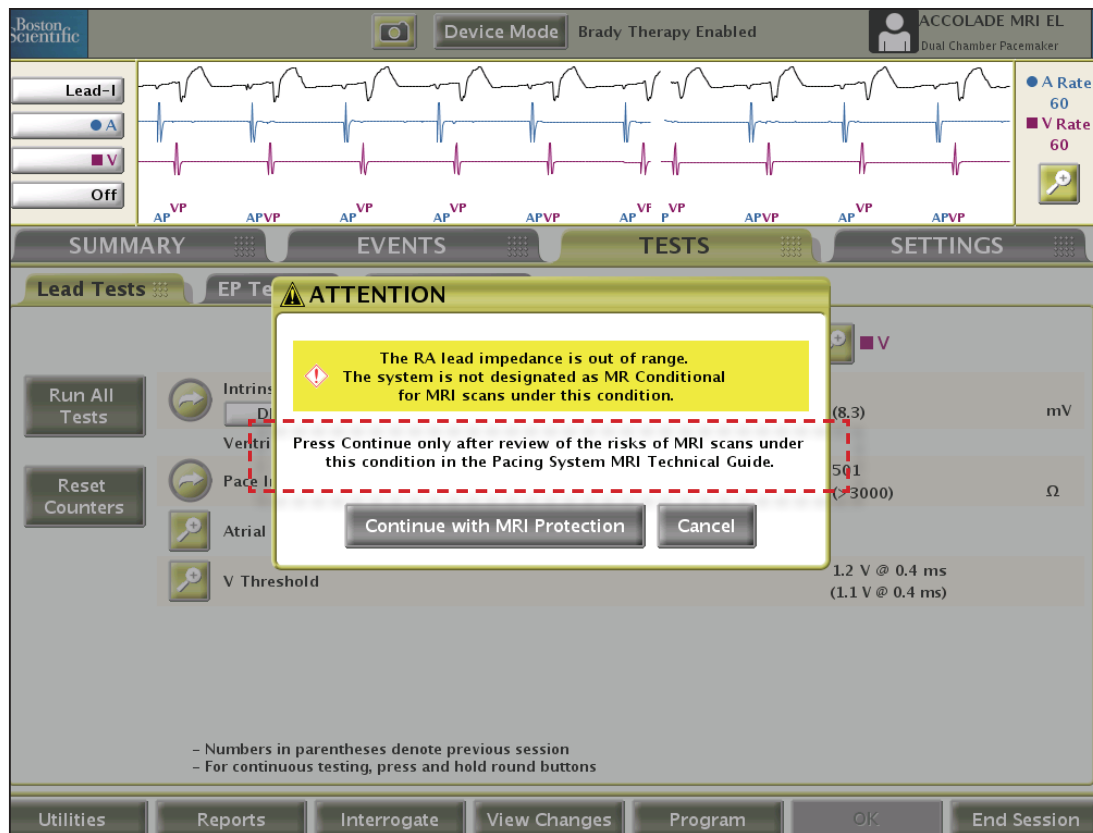 Boston Scientific
Device Mode
Brady Therapy Enabled
ACCOLADE MRI EL
Dual Chamber Pacemaker
Lead-I
A
V
Off
A Rate
60
V Rate
60
AP VP
AP VP
AP VP
AP VP
AP VP
AP VF
P VP
AP VP
AP VP
AP VP
SUMMARY
EVENTS
TESTS
SETTINGS
Lead Tests
EP Te
V
Run All
Tests
Reset
Counters
ATTENTION
The RA lead impedance is out of range.
The system is not designated as MR Conditional
for MRI scans under this condition.
Press Continue only after review of the risks of MRI scans under
this condition in the Pacing System MRI Technical Guide.
Continue with MRI Protection
Cancel
Intrins
(8.3)
mV
Ventri
Pace I
501
(>3000)
Ω
Atrial
V Threshold
1.2 V @ 0.4 ms
(1.1 V @ 0.4 ms)
– Numbers in parentheses denote previous session
– For continuous testing, press and hold round buttons
Utilities
Reports
Interrogate
View Changes
Program
OK
End Session